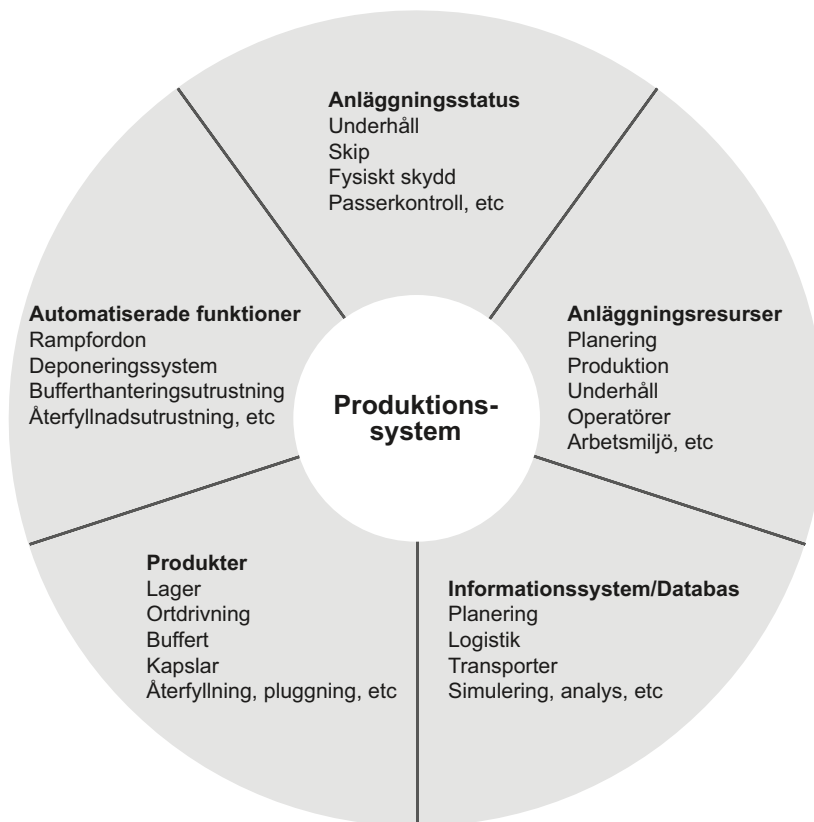 Anläggningsstatus
Underhåll
Skip
Fysiskt skydd
Passerkontroll, etc
Automatiserade funktioner
Rampfordon
Deponeringssystem
Bufferthanteringsutrustning
Återfyllnadsutrustning, etc
Anläggningsresurser
Planering
Produktion
Underhåll
Operatörer
Arbetsmiljö, etc
Produktions-
system
Produkter
Lager
Ortdrivning
Buffert
Kapslar
Återfyllning, pluggning, etc
Informationssystem/Databas
Planering
Logistik
Transporter
Simulering, analys, etc